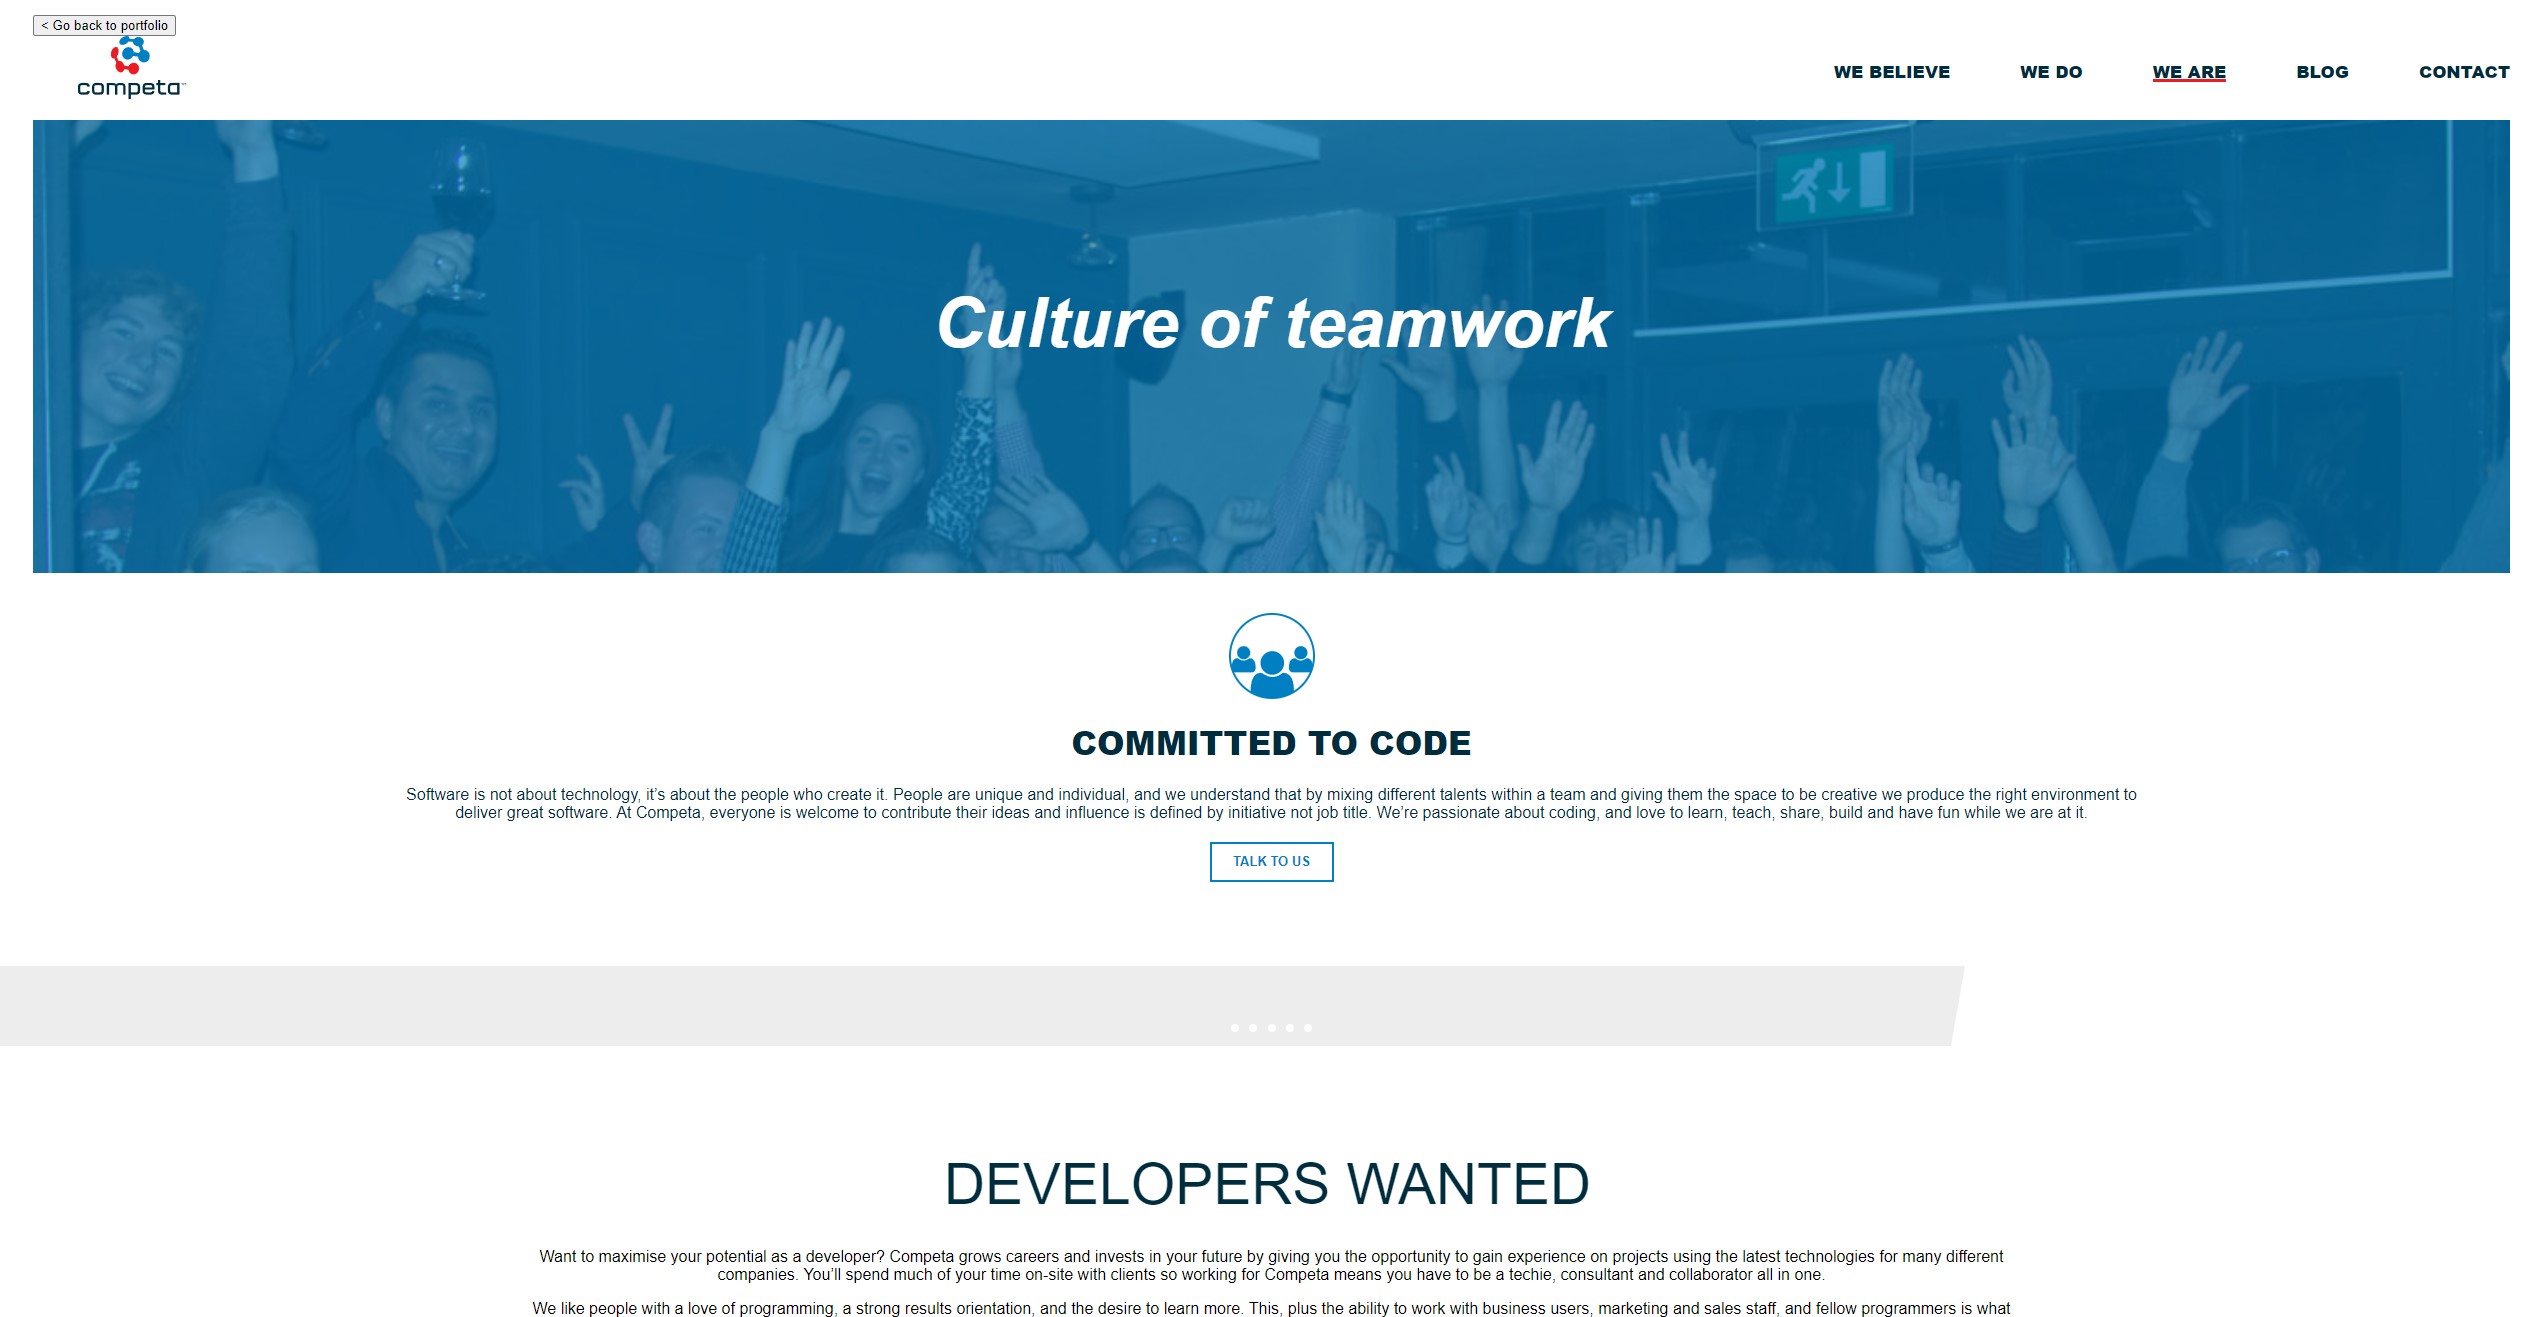 < Go back to portfolio
competa
WE BELIEVE
WE DO
WE ARE
BLOG
CONTACT
Culture of teamwork
COMMITTED TO CODE
Software is not about technology, it’s about the people who create it. People are unique and individual, and we understand that by mixing different talents within a team and giving them the space to be creative we produce the right environment to
deliver great software. At Competa, everyone is welcome to contribute their ideas and influence is defined by initiative not job title. We’re passionate about coding, and love to learn, teach, share, build and have fun while we are at it.
TALK TO US
DEVELOPERS WANTED
Want to maximise your potential as a developer? Competa grows careers and invests in your future by giving you the opportunity to gain experience on projects using the latest technologies for many different
companies. You’ll spend much of your time on-site with clients so working for Competa means you have to be a techie, consultant and collaborator all in one.
We like people with a love of programming, a strong results orientation, and the desire to learn more. This, plus the ability to work with business users, marketing and sales staff, and fellow programmers is what